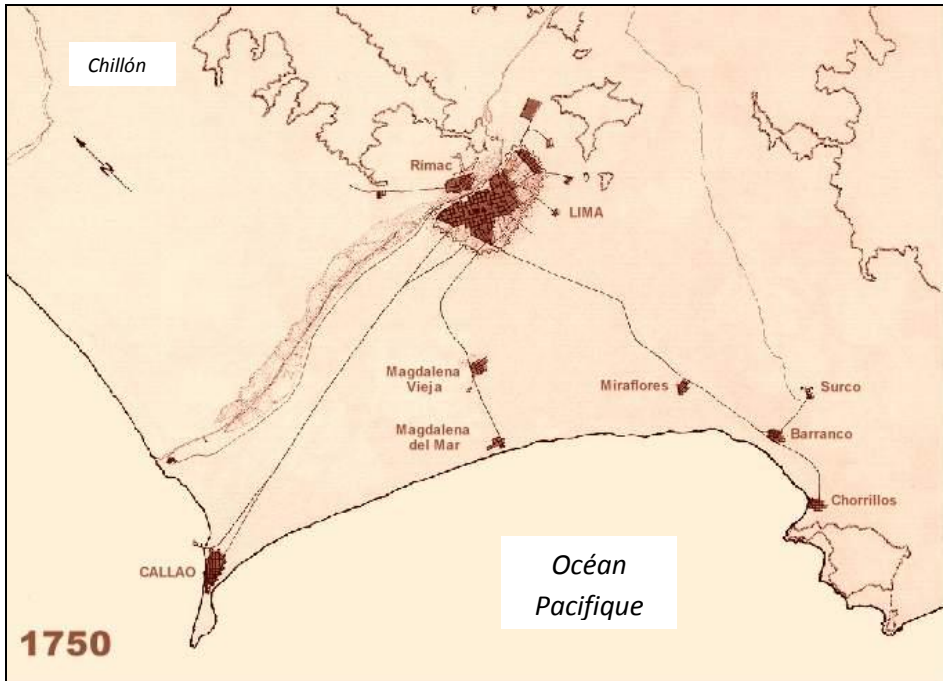 Chillón
N
Rimac
LIMA
Magdalena
Vieja
Miraflores
Surco
Magdalena
del Mar
Barranco
Chorrillos
Océan
Pacifique
CALLAO
1750